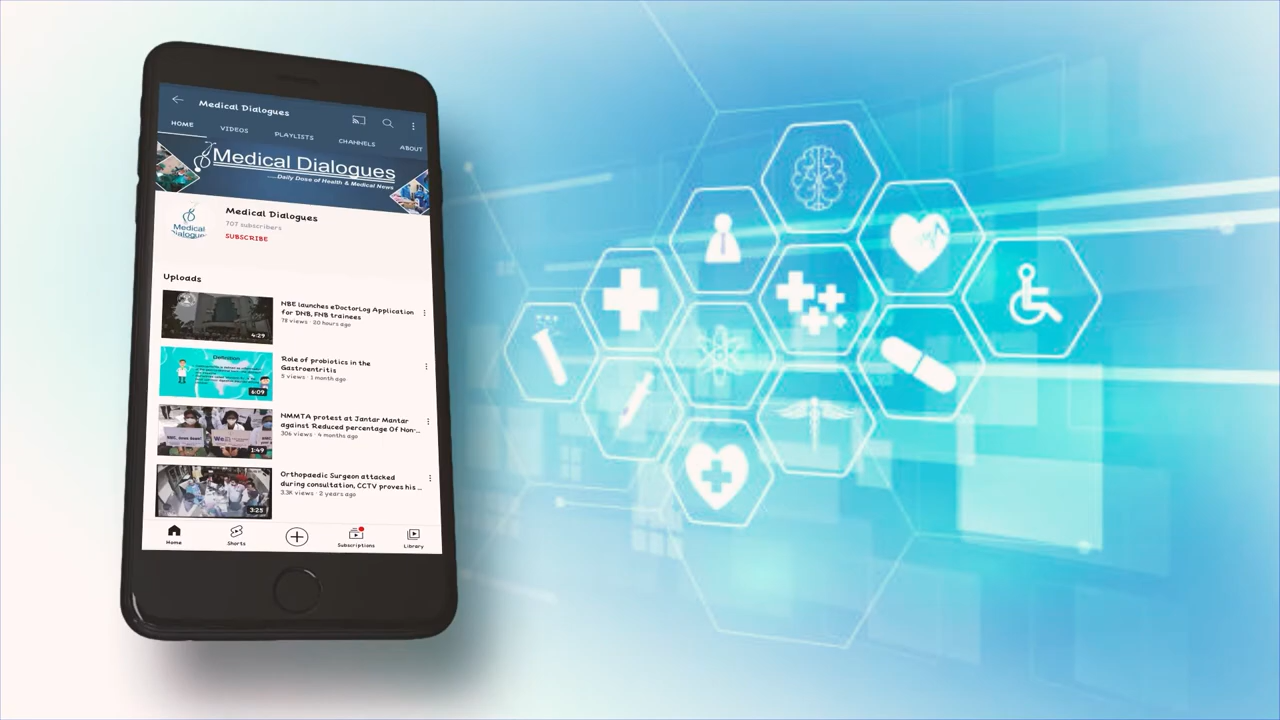 Medical Dialogues
HOME VIDEOS PLAYLISTS CHANNELS ABOUT
Medical Dialogues
.....Daily Dose of Health & Medical News
Medical Dialogues
707 subscribers
SUBSCRIBE
Medical
Dialogues
Uploads
NBE launches eDoctorLog Application
for DNB, FNB trainees
78 views · 20 hours ago
4:29
Definition
6:09
'Role of probiotics in the
Gastroentritis
5 views · 1 month ago
NMMTA protest at Jantar Mantar
against Reduced percentage Of Non-...
306 views · 4 months ago
1:49
Orthopaedic Surgeon attacked
during consultation, CCTV proves his ...
3.3K views · 2 years ago
3:25
Home Shorts Subscriptions Library